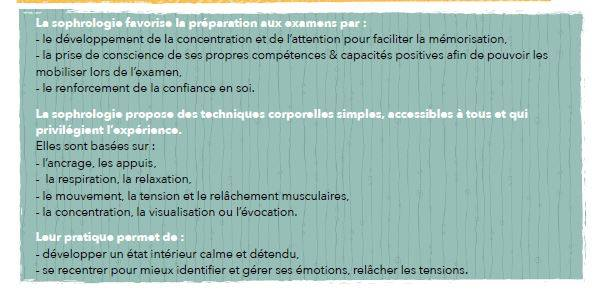 La sophrologie favorise la préparation aux examens par :
- le développement de la concentration et de l'attention pour faciliter la mémorisation,
- la prise de conscience de ses propres compétences & capacités positives afin de pouvoir les
mobiliser lors de l'examen,
- le renforcement de la confiance en soi.
La sophrologie propose des techniques corporelles simples, accessibles à tous et qui
privilégient l'expérience.
Elles sont basées sur :
- l'ancrage, les appuis,
- la respiration, la relaxation,
- le mouvement, la tension et le relâchement musculaires,
- la concentration, la visualisation ou l'évocation.
Leur pratique permet de :
- développer un état intérieur calme et détendu,
- se recentrer pour mieux identifier et gérer ses émotions, relâcher les tensions.